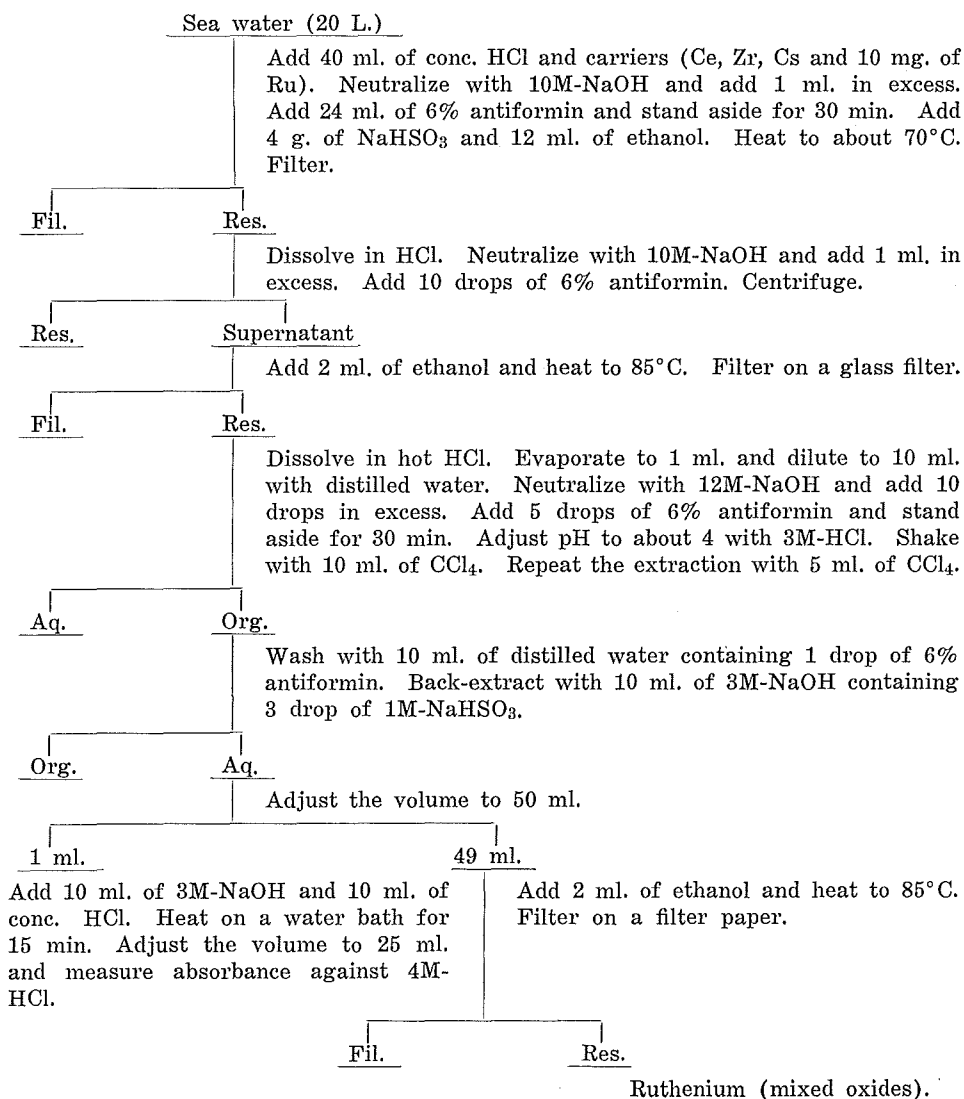 Sea water (20 L.)
Add 40 ml. of conc. HCl and carriers (Ce, Zr, Cs and 10 mg. of
Ru). Neutralize with 10M-NaOH and add 1 ml. in excess.
Add 24 ml. of 6% antiformin and stand aside for 30 min. Add
4 g. of NaHSO₃ and 12 ml. of ethanol. Heat to about 70°C.
Filter.
Fil. Res.
Dissolve in HCl. Neutralize with 10M-NaOH and add 1 ml. in
excess. Add 10 drops of 6% antiformin. Centrifuge.
Res. Supernatant
Add 2 ml. of ethanol and heat to 85°C. Filter on a glass filter.
Fil. Res.
Dissolve in hot HCl. Evaporate to 1 ml. and dilute to 10 ml.
with distilled water. Neutralize with 12M-NaOH and add 10
drops in excess. Add 5 drops of 6% antiformin and stand
aside for 30 min. Adjust pH to about 4 with 3M-HCl. Shake
with 10 ml. of CCl₄. Repeat the extraction with 5 ml. of CCl₄.
Aq. Org.
Wash with 10 ml. of distilled water containing 1 drop of 6%
antiformin. Back-extract with 10 ml. of 3M-NaOH containing
3 drop of 1M-NaHSO₃.
Org. Aq.
Adjust the volume to 50 ml.
1 ml. 49 ml.
Add 10 ml. of 3M-NaOH and 10 ml. of
conc. HCl. Heat on a water bath for
15 min. Adjust the volume to 25 ml.
and measure absorbance against 4M-
HCl.
Add 2 ml. of ethanol and heat to 85°C.
Filter on a filter paper.
Fil. Res.
Ruthenium (mixed oxides).